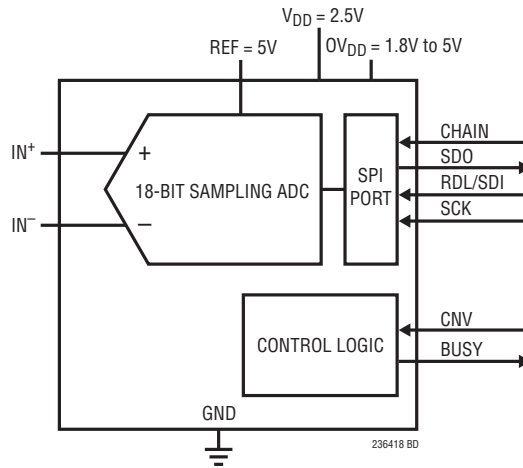 V_DD = 2.5V
REF = 5V
OV_DD = 1.8V to 5V
IN+
+
18-BIT SAMPLING ADC
IN–
–
SPI
PORT
CHAIN
SDO
RDL/SDI
SCK
CONTROL LOGIC
CNV
BUSY
GND
236418 BD